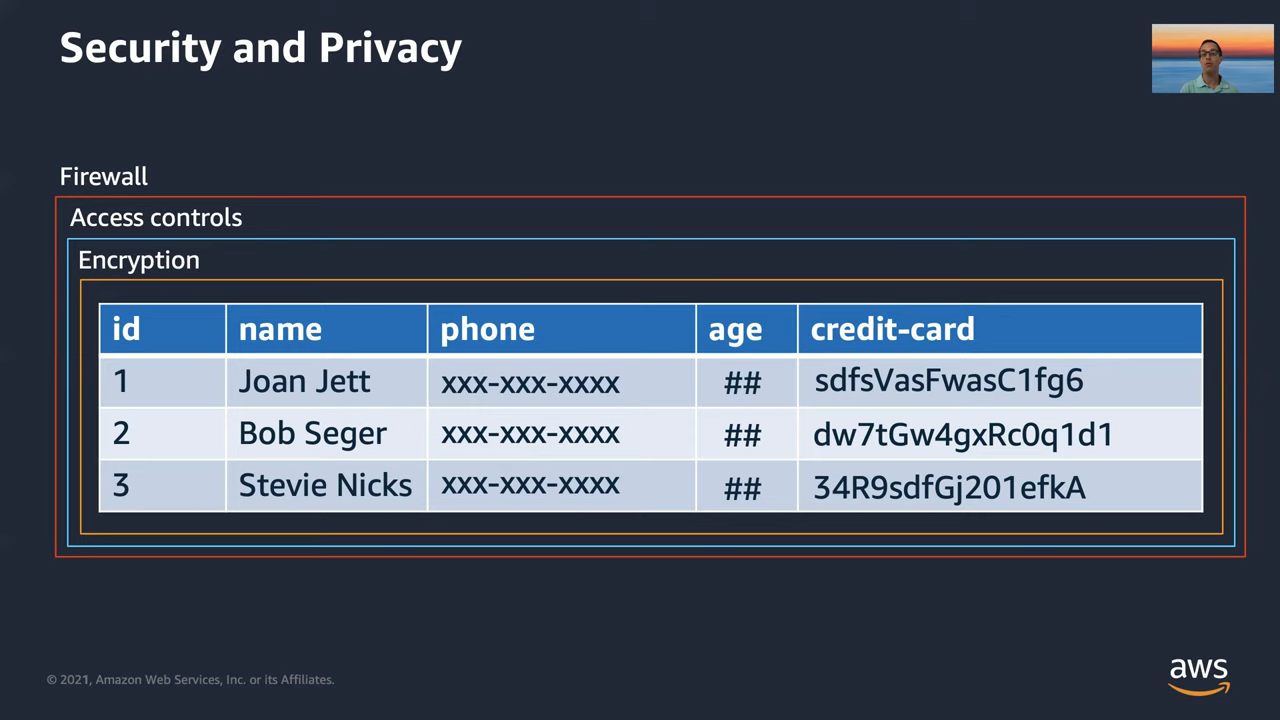 Security and Privacy
Firewall
Access controls
Encryption
id name phone age credit-card
1 Joan Jett xxx-xxx-xxxx ## sdfsVasFwasC1fg6
2 Bob Seger xxx-xxx-xxxx ## dw7tGw4gxRc0q1d1
3 Stevie Nicks xxx-xxx-xxxx ## 34R9sdfGj201efkA
© 2021, Amazon Web Services, Inc. or its Affiliates.
aws